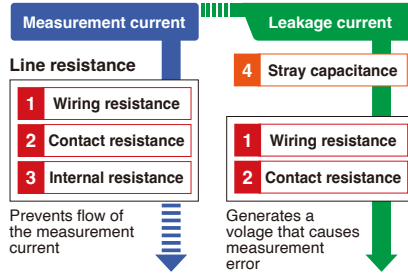 Measurement current
Line resistance
1 Wiring resistance
2 Contact resistance
3 Internal resistance
Prevents flow of
the measurement
current
Leakage current
4 Stray capacitance
1 Wiring resistance
2 Contact resistance
Generates a
volage that causes
measurement
error